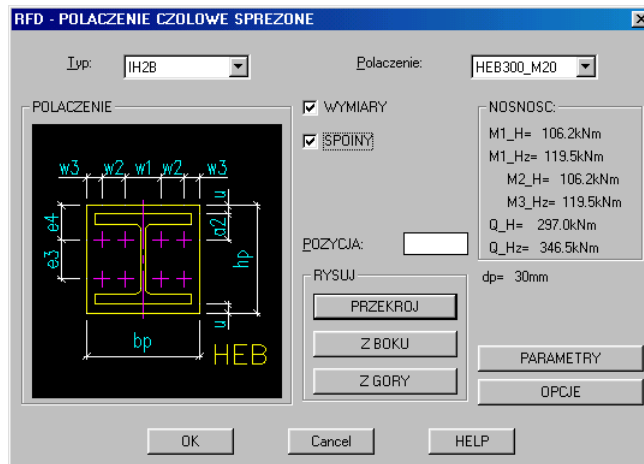 RFD - POLACZENIE CZOLOWE SPREZONE
Typ: IH2B
Polaczenie: HEB300_M20
POLACZENIE
w3 w2 w1 w2 w3
u
e4
a2
e3
hp
u
bp
HEB
WYMIARY
SPOINY
POZYCJA:
RYSUJ
PRZEKROJ
Z BOKU
Z GORY
NOSNOSC:
M1_H= 106.2kNm
M1_Hz= 119.5kNm
M2_H= 106.2kNm
M3_Hz= 119.5kNm
Q_H= 297.0kNm
Q_Hz= 346.5kNm
dp= 30mm
PARAMETRY
OPCJE
OK
Cancel
HELP